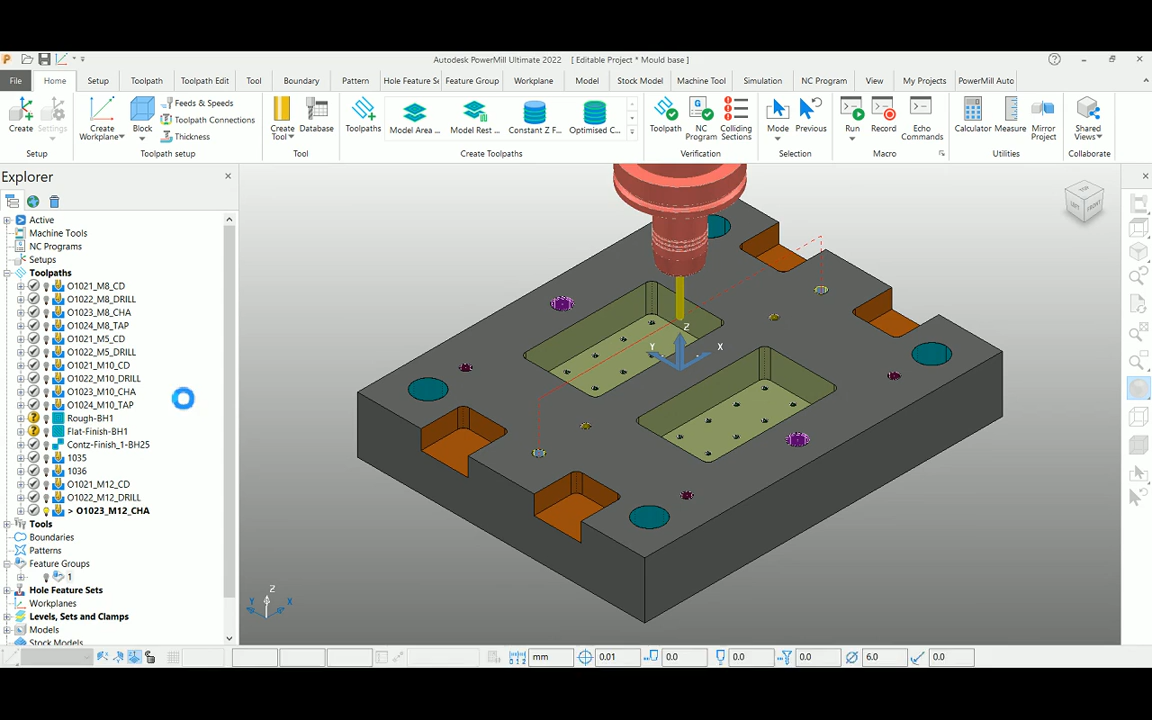 Autodesk PowerMill Ultimate 2022 [ Editable Project * Mould base ]
File Home Setup Toolpath Toolpath Edit Tool Boundary Pattern Hole Feature Se Feature Group Workplane Model Stock Model Machine Tool Simulation NC Program View My Projects PowerMill Auto
Create
Settings
Setup
Create
Workplane
Block
Feeds & Speeds
Toolpath Connections
Thickness
Toolpath setup
Create
Tool
Database
Tool
Toolpaths
Model Area ...
Model Rest ...
Constant Z F...
Optimised C...
Create Toolpaths
Toolpath
NC
Program
Colliding
Sections
Verification
Mode
Previous
Selection
Run
Record
Echo
Commands
Macro
Calculator
Measure
Mirror
Project
Utilities
Shared
Views
Collaborate
Explorer
Active
Machine Tools
NC Programs
Setups
Toolpaths
O1021_M8_CD
O1022_M8_DRILL
O1023_M8_CHA
O1024_M8_TAP
O1021_M5_CD
O1022_M5_DRILL
O1021_M10_CD
O1022_M10_DRILL
O1023_M10_CHA
O1024_M10_TAP
Rough-BH1
Flat-Finish-BH1
Contz-Finish_1-BH25
1035
1036
O1021_M12_CD
O1022_M12_DRILL
> O1023_M12_CHA
Tools
Boundaries
Patterns
Feature Groups
1
Hole Feature Sets
Workplanes
Levels, Sets and Clamps
Models
Stock Models
TOP
LEFT
FRONT
Z
Y
X
Z
Y
X
mm 0.01 0.0 0.0 0.0 6.0 0.0